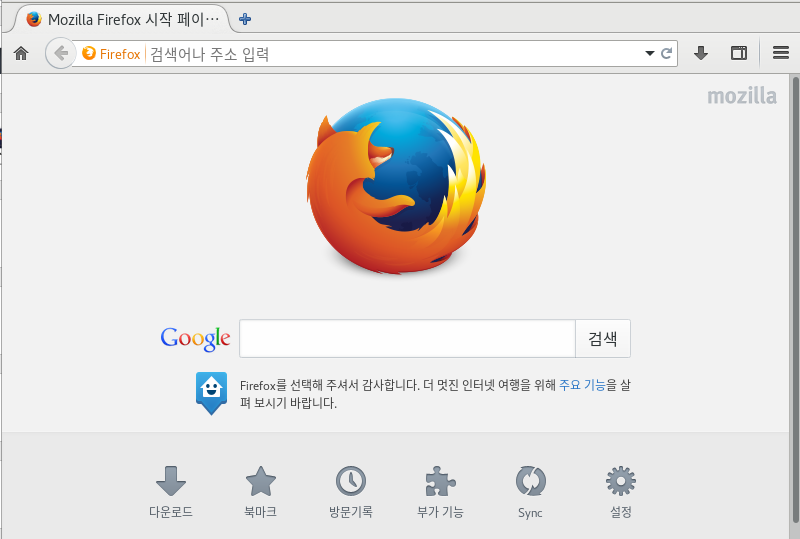 Mozilla Firefox 시작 페이…
Firefox 검색어나 주소 입력
mozilla
Google 검색
Firefox를 선택해 주셔서 감사합니다. 더 멋진 인터넷 여행을 위해 주요 기능을 살
펴 보시기 바랍니다.
다운로드 북마크 방문기록 부가 기능 Sync 설정